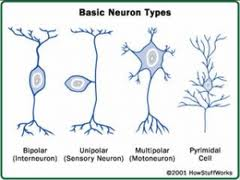 Basic Neuron Types
Bipolar
(Interneuron)
Unipolar
(Sensory Neuron)
Multipolar
(Motoneuron)
Pyrimidal
Cell
©2001 HowStuffWorks